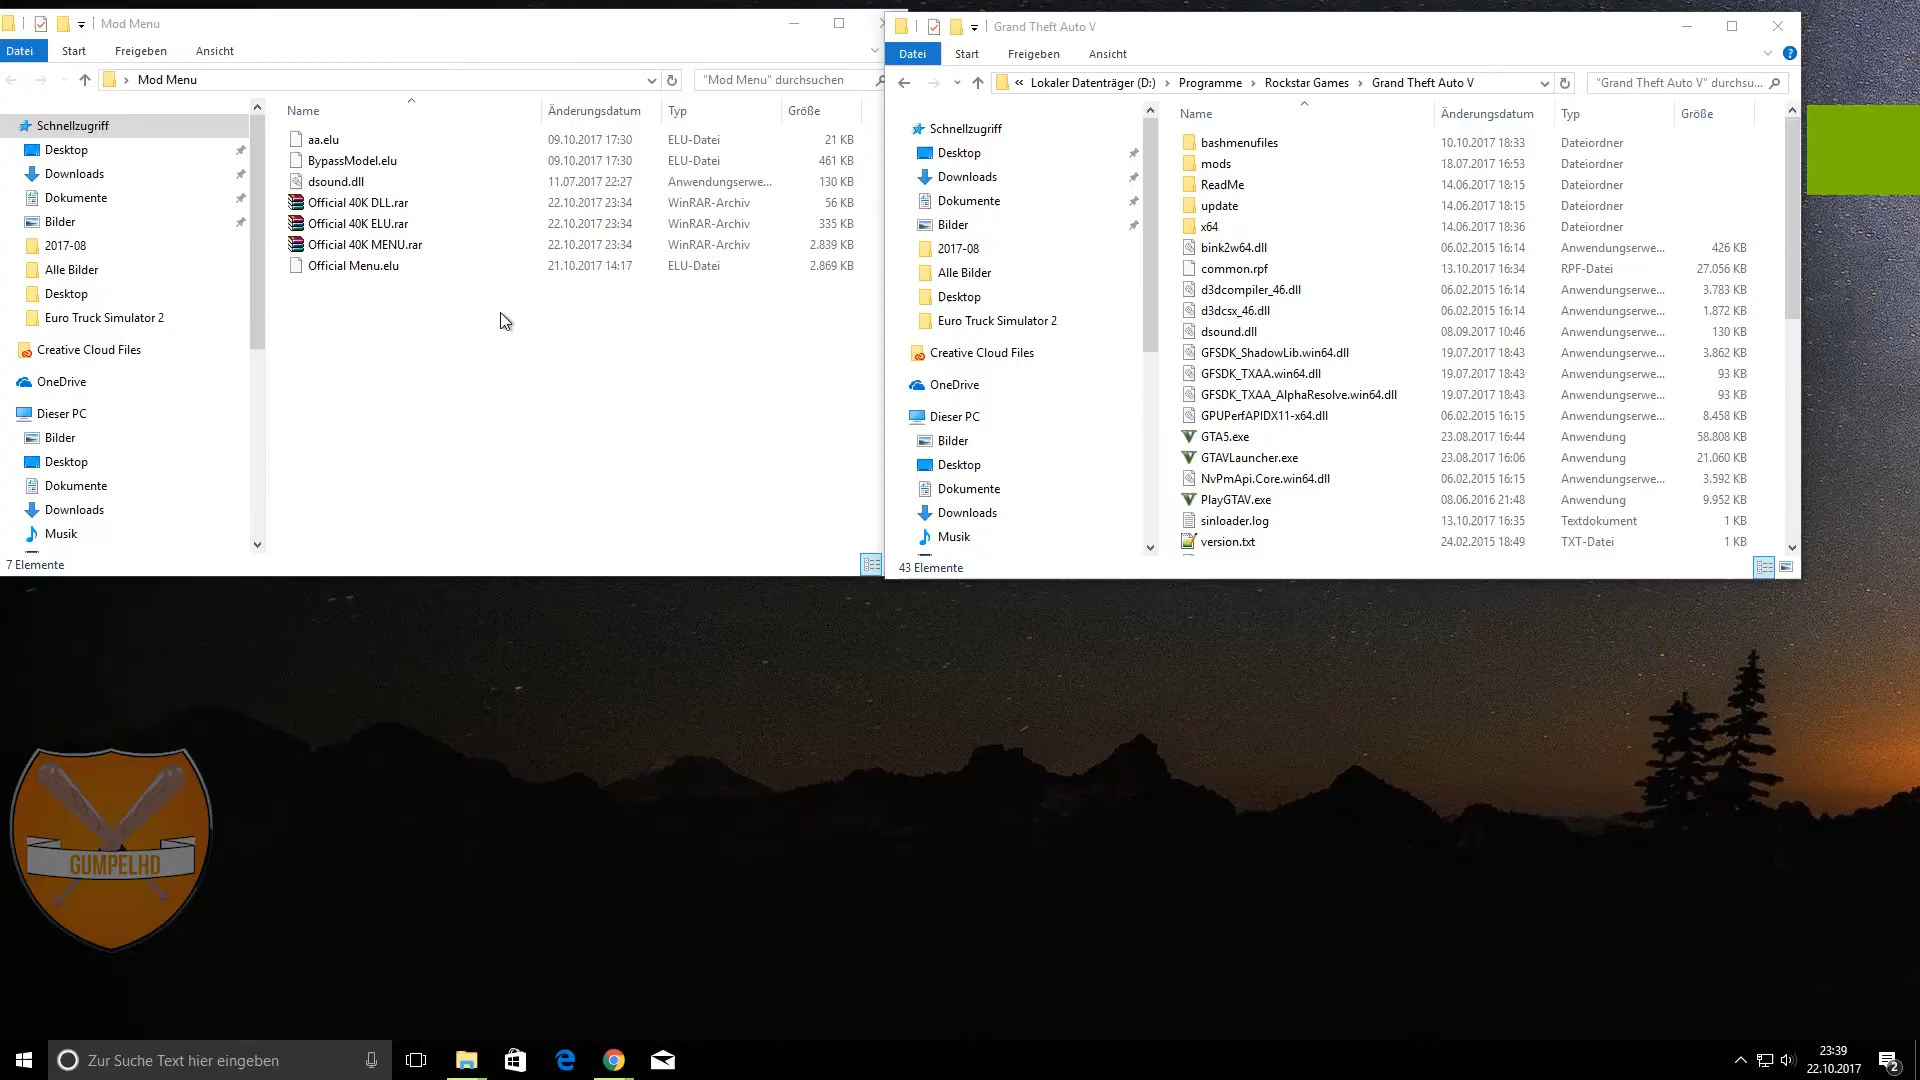 Mod Menu
Datei Start Freigeben Ansicht
Mod Menu "Mod Menu" durchsuchen
Name Änderungsdatum Typ Größe
Schnellzugriff
Desktop
Downloads
Dokumente
Bilder
2017-08
Alle Bilder
Desktop
Euro Truck Simulator 2
Creative Cloud Files
OneDrive
Dieser PC
Bilder
Desktop
Dokumente
Downloads
Musik
aa.elu 09.10.2017 17:30 ELU-Datei 21 KB
BypassModel.elu 09.10.2017 17:30 ELU-Datei 461 KB
dsound.dll 11.07.2017 22:27 Anwendungserwe... 130 KB
Official 40K DLL.rar 22.10.2017 23:34 WinRAR-Archiv 56 KB
Official 40K ELU.rar 22.10.2017 23:34 WinRAR-Archiv 335 KB
Official 40K MENU.rar 22.10.2017 23:34 WinRAR-Archiv 2.839 KB
Official Menu.elu 21.10.2017 14:17 ELU-Datei 2.869 KB
7 Elemente
Grand Theft Auto V
Datei Start Freigeben Ansicht
« Lokaler Datenträger (D:) Programme Rockstar Games Grand Theft Auto V "Grand Theft Auto V" durchsu...
Name Änderungsdatum Typ Größe
Schnellzugriff
Desktop
Downloads
Dokumente
Bilder
2017-08
Alle Bilder
Desktop
Euro Truck Simulator 2
Creative Cloud Files
OneDrive
Dieser PC
Bilder
Desktop
Dokumente
Downloads
Musik
bashmenufiles 10.10.2017 18:33 Dateiordner
mods 18.07.2017 16:53 Dateiordner
ReadMe 14.06.2017 18:15 Dateiordner
update 14.06.2017 18:15 Dateiordner
x64 14.06.2017 18:36 Dateiordner
bink2w64.dll 06.02.2015 16:14 Anwendungserwe... 426 KB
common.rpf 13.10.2017 16:34 RPF-Datei 27.056 KB
d3dcompiler_46.dll 06.02.2015 16:14 Anwendungserwe... 3.783 KB
d3dcsx_46.dll 06.02.2015 16:14 Anwendungserwe... 1.872 KB
dsound.dll 08.09.2017 10:46 Anwendungserwe... 130 KB
GFSDK_ShadowLib.win64.dll 19.07.2017 18:43 Anwendungserwe... 3.862 KB
GFSDK_TXAA.win64.dll 19.07.2017 18:43 Anwendungserwe... 93 KB
GFSDK_TXAA_AlphaResolve.win64.dll 19.07.2017 18:43 Anwendungserwe... 93 KB
GPUPerfAPIDX11-x64.dll 06.02.2015 16:15 Anwendungserwe... 8.458 KB
GTA5.exe 23.08.2017 16:44 Anwendung 58.808 KB
GTAVLauncher.exe 23.08.2017 16:06 Anwendung 21.060 KB
NvPmApi.Core.win64.dll 06.02.2015 16:15 Anwendungserwe... 3.592 KB
PlayGTAV.exe 08.06.2016 21:48 Anwendung 9.952 KB
sinloader.log 13.10.2017 16:35 Textdokument 1 KB
version.txt 24.02.2015 18:49 TXT-Datei 1 KB
43 Elemente
GUMPELHD
Zur Suche Text hier eingeben
23:39
22.10.2017
2